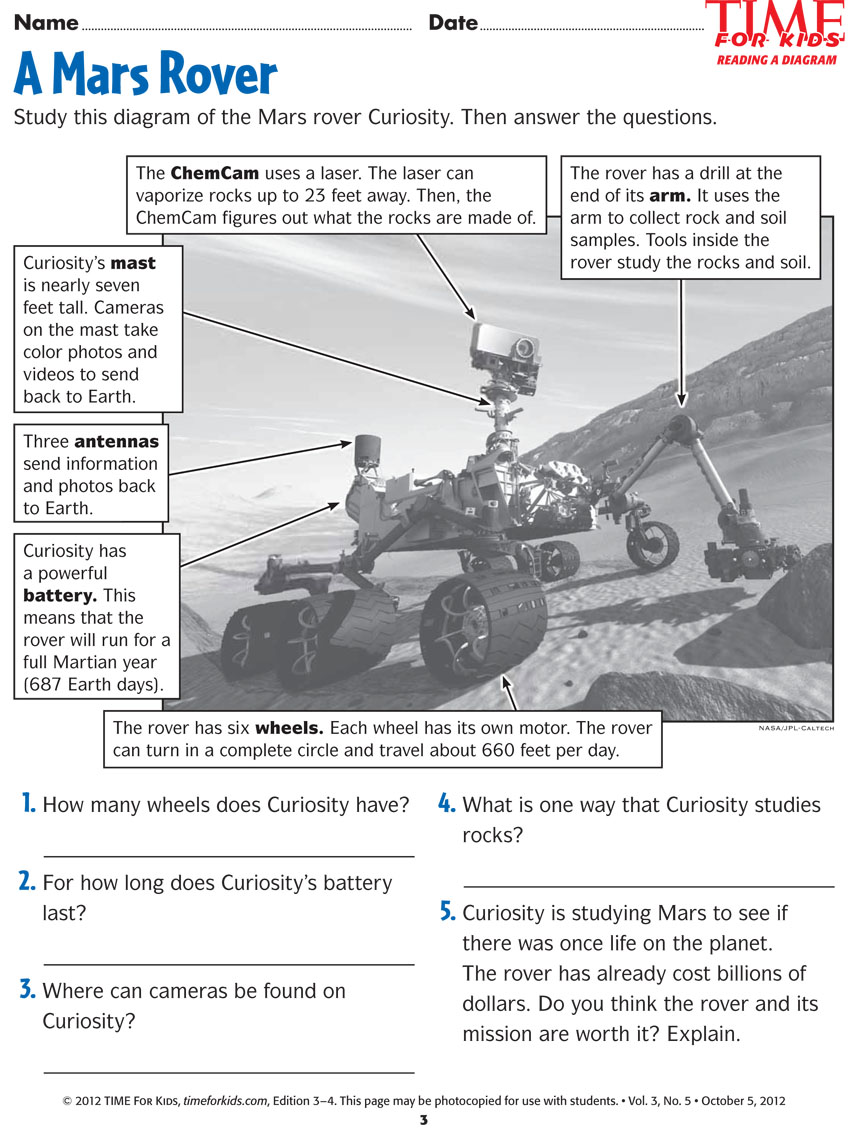 Name
Date
TIME
FOR KIDS
READING A DIAGRAM
A Mars Rover
Study this diagram of the Mars rover Curiosity. Then answer the questions.
The ChemCam uses a laser. The laser can
vaporize rocks up to 23 feet away. Then, the
ChemCam figures out what the rocks are made of.
The rover has a drill at the
end of its arm. It uses the
arm to collect rock and soil
samples. Tools inside the
rover study the rocks and soil.
Curiosity's mast
is nearly seven
feet tall. Cameras
on the mast take
color photos and
videos to send
back to Earth.
Three antennas
send information
and photos back
to Earth.
Curiosity has
a powerful
battery. This
means that the
rover will run for a
full Martian year
(687 Earth days).
The rover has six wheels. Each wheel has its own motor. The rover
can turn in a complete circle and travel about 660 feet per day.
NASA/JPL-CALTECH
1. How many wheels does Curiosity have?
2. For how long does Curiosity's battery
last?
3. Where can cameras be found on
Curiosity?
4. What is one way that Curiosity studies
rocks?
5. Curiosity is studying Mars to see if
there was once life on the planet.
The rover has already cost billions of
dollars. Do you think the rover and its
mission are worth it? Explain.
© 2012 TIME FOR KIDS, timeforkids.com, Edition 3–4. This page may be photocopied for use with students. • Vol. 3, No. 5 • October 5, 2012
3